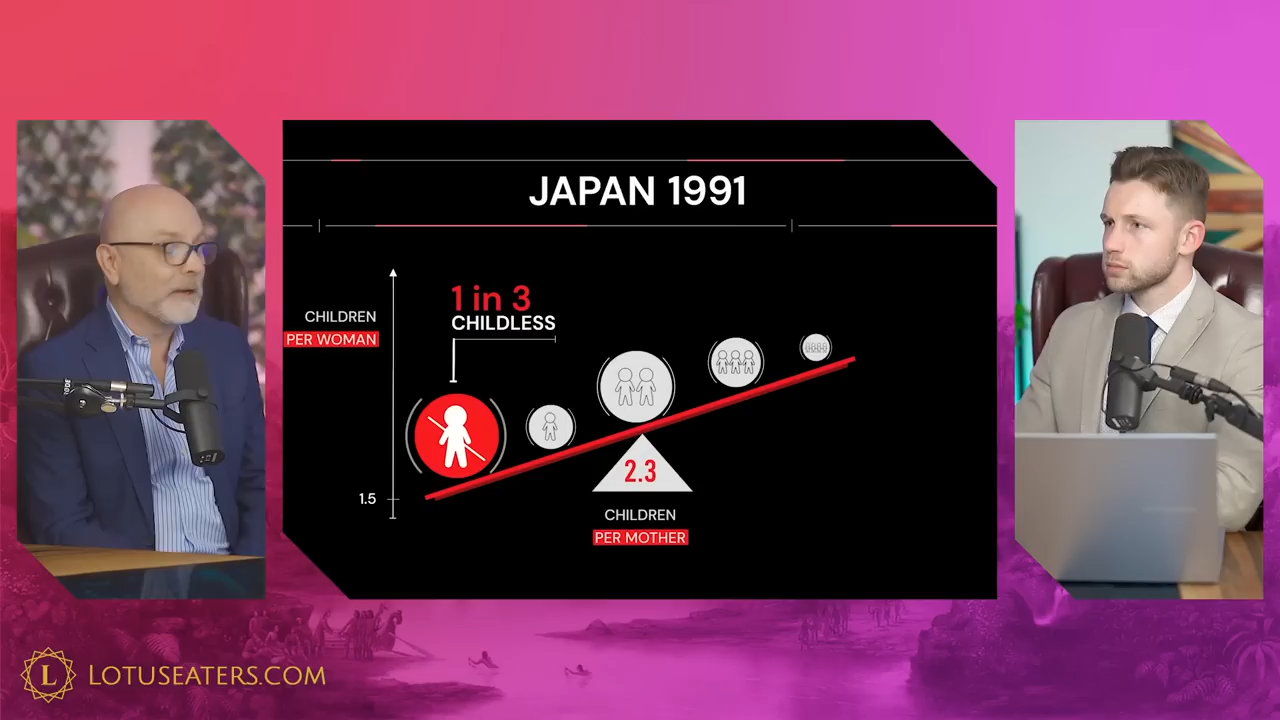 JAPAN 1991
1 in 3
CHILDLESS
CHILDREN
PER WOMAN
1.5
2.3
CHILDREN
PER MOTHER
L LOTUSEATERS.COM